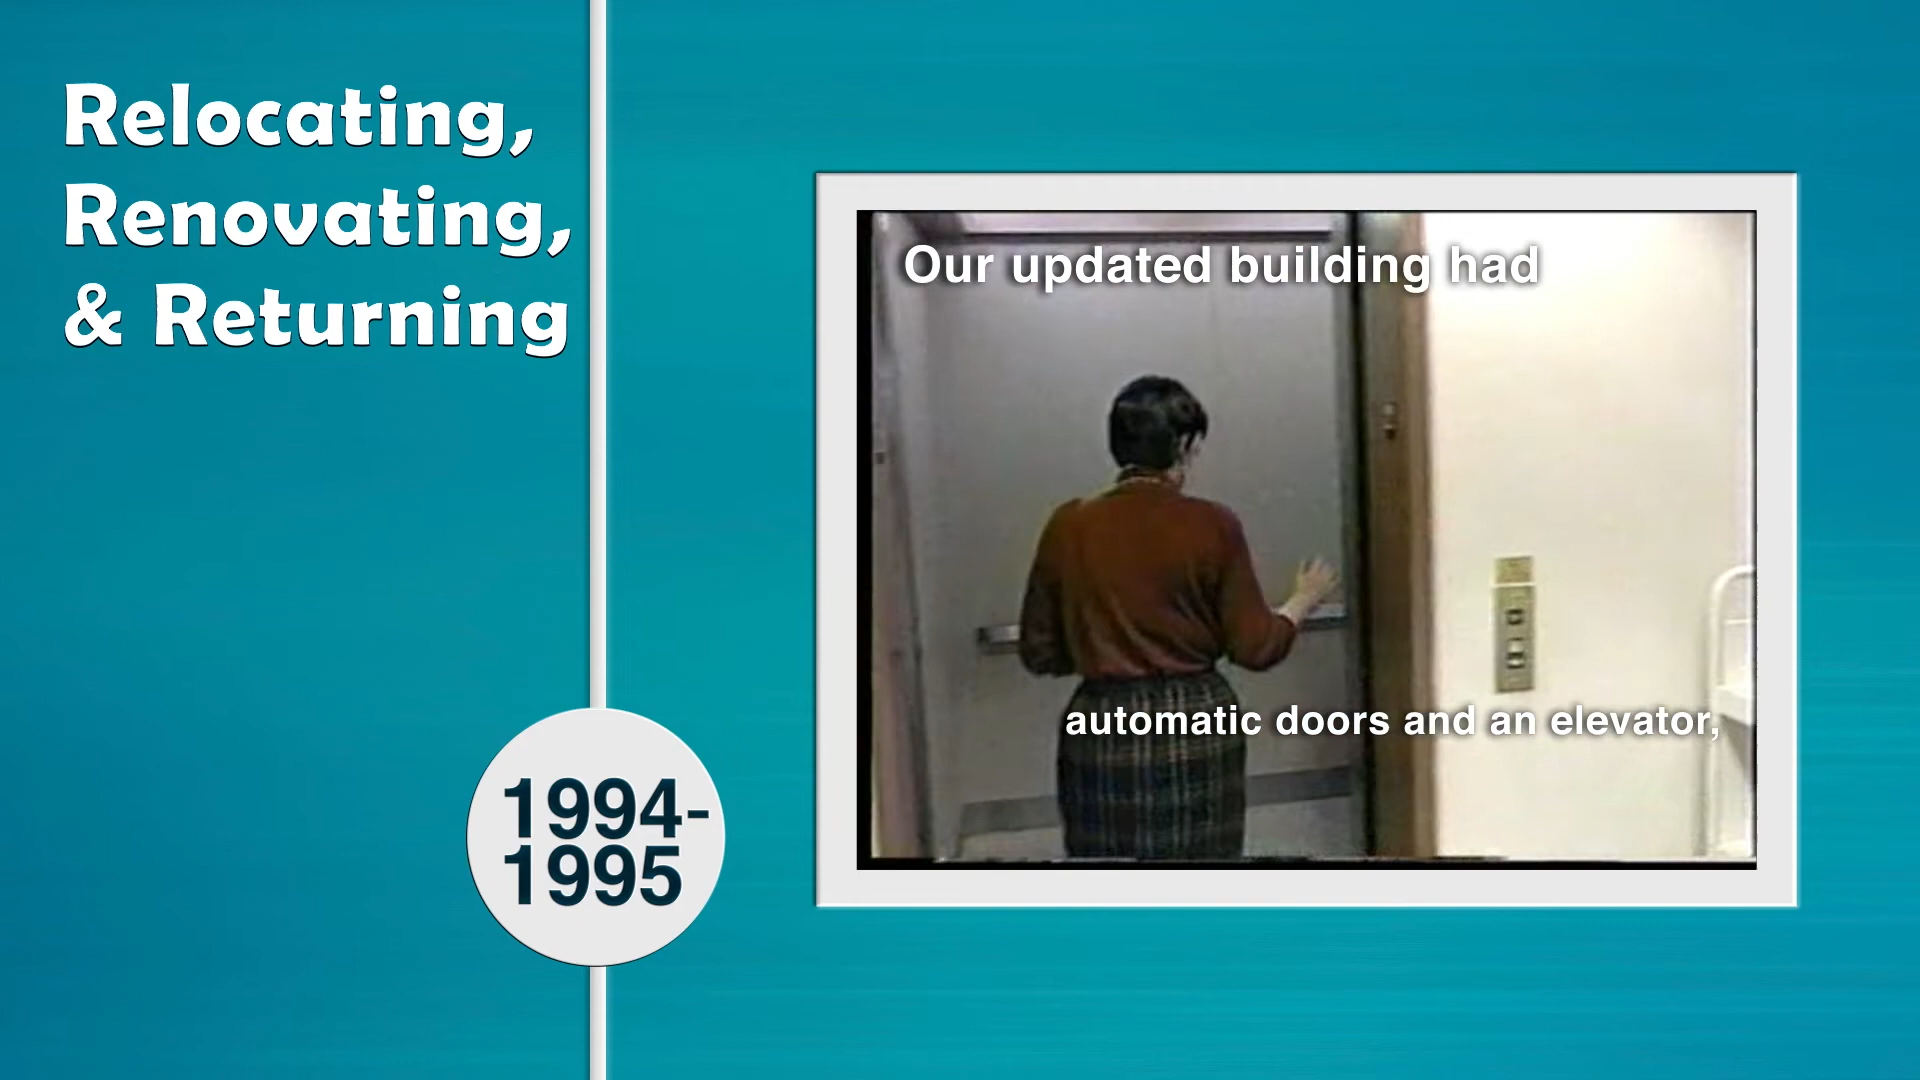 Relocating,
Renovating,
& Returning
Our updated building had
automatic doors and an elevator,
1994-
1995